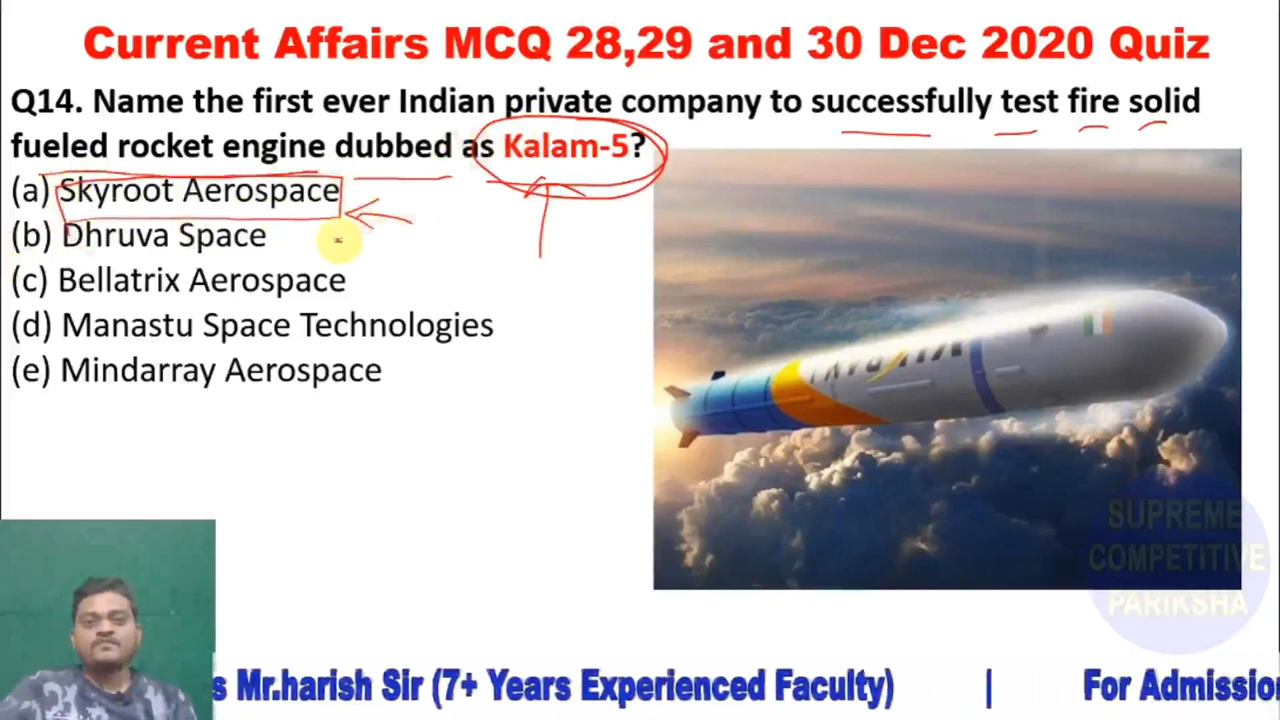 Current Affairs MCQ 28,29 and 30 Dec 2020 Quiz
Q14. Name the first ever Indian private company to successfully test fire solid
fueled rocket engine dubbed as Kalam-5?
(a) Skyroot Aerospace
(b) Dhruva Space
(c) Bellatrix Aerospace
(d) Manastu Space Technologies
(e) Mindarray Aerospace
SUPREME
COMPETITIVE
PARIKSHA
s Mr.harish Sir (7+ Years Experienced Faculty) | For Admissio